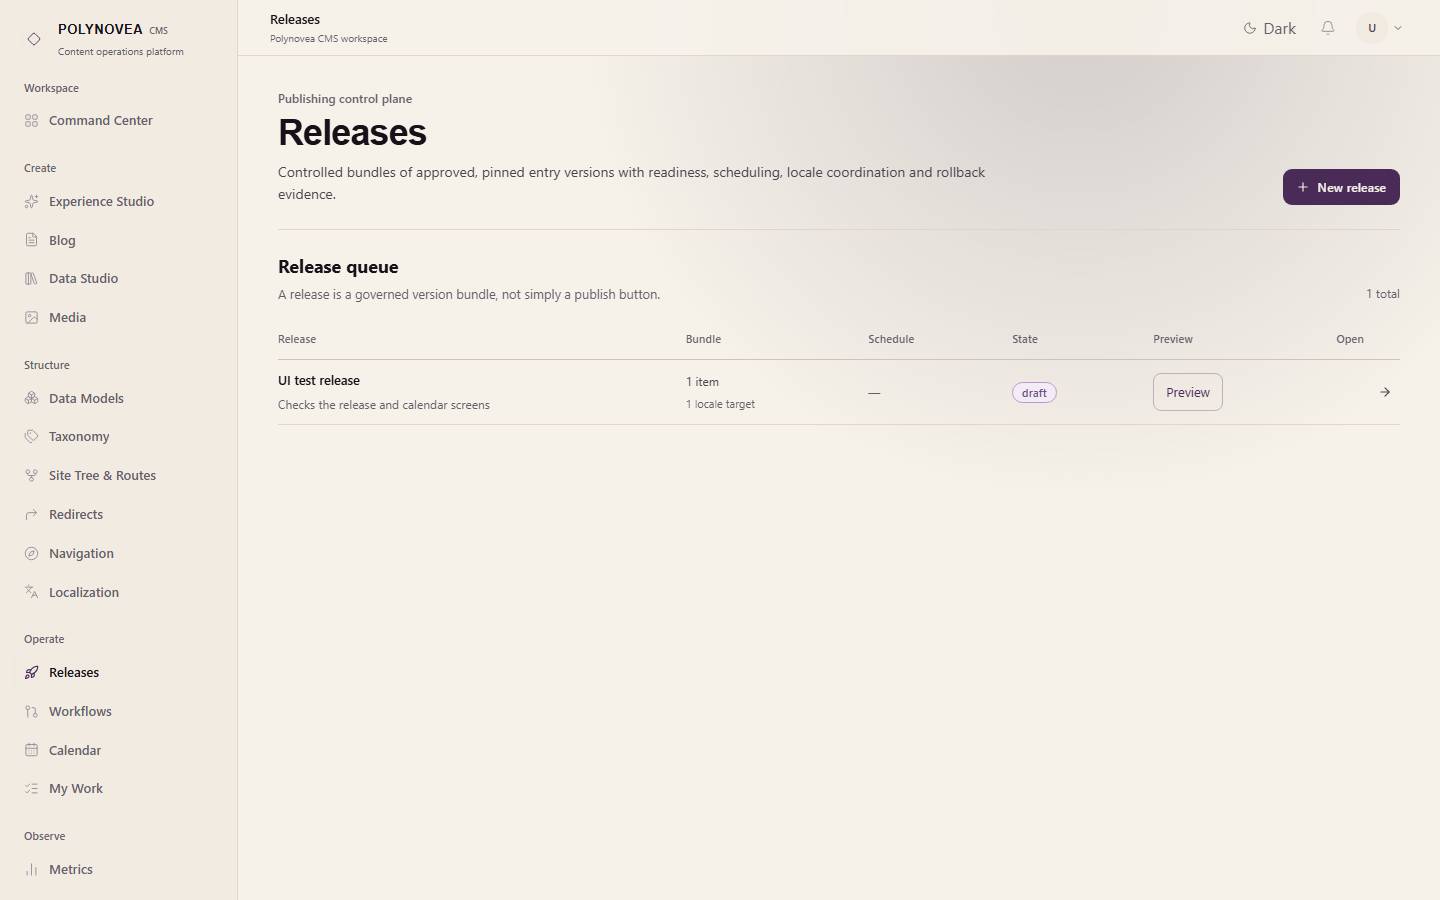 POLYNOVEA CMS
Content operations platform
Workspace
Command Center
Create
Experience Studio
Blog
Data Studio
Media
Structure
Data Models
Taxonomy
Site Tree & Routes
Redirects
Navigation
Localization
Operate
Releases
Workflows
Calendar
My Work
Observe
Metrics
Releases
Polynovea CMS workspace
Dark
U
Publishing control plane
Releases
Controlled bundles of approved, pinned entry versions with readiness, scheduling, locale coordination and rollback
evidence.
New release
Release queue
A release is a governed version bundle, not simply a publish button.
1 total
Release Bundle Schedule State Preview Open
UI test release
Checks the release and calendar screens
1 item
1 locale target
—
draft
Preview